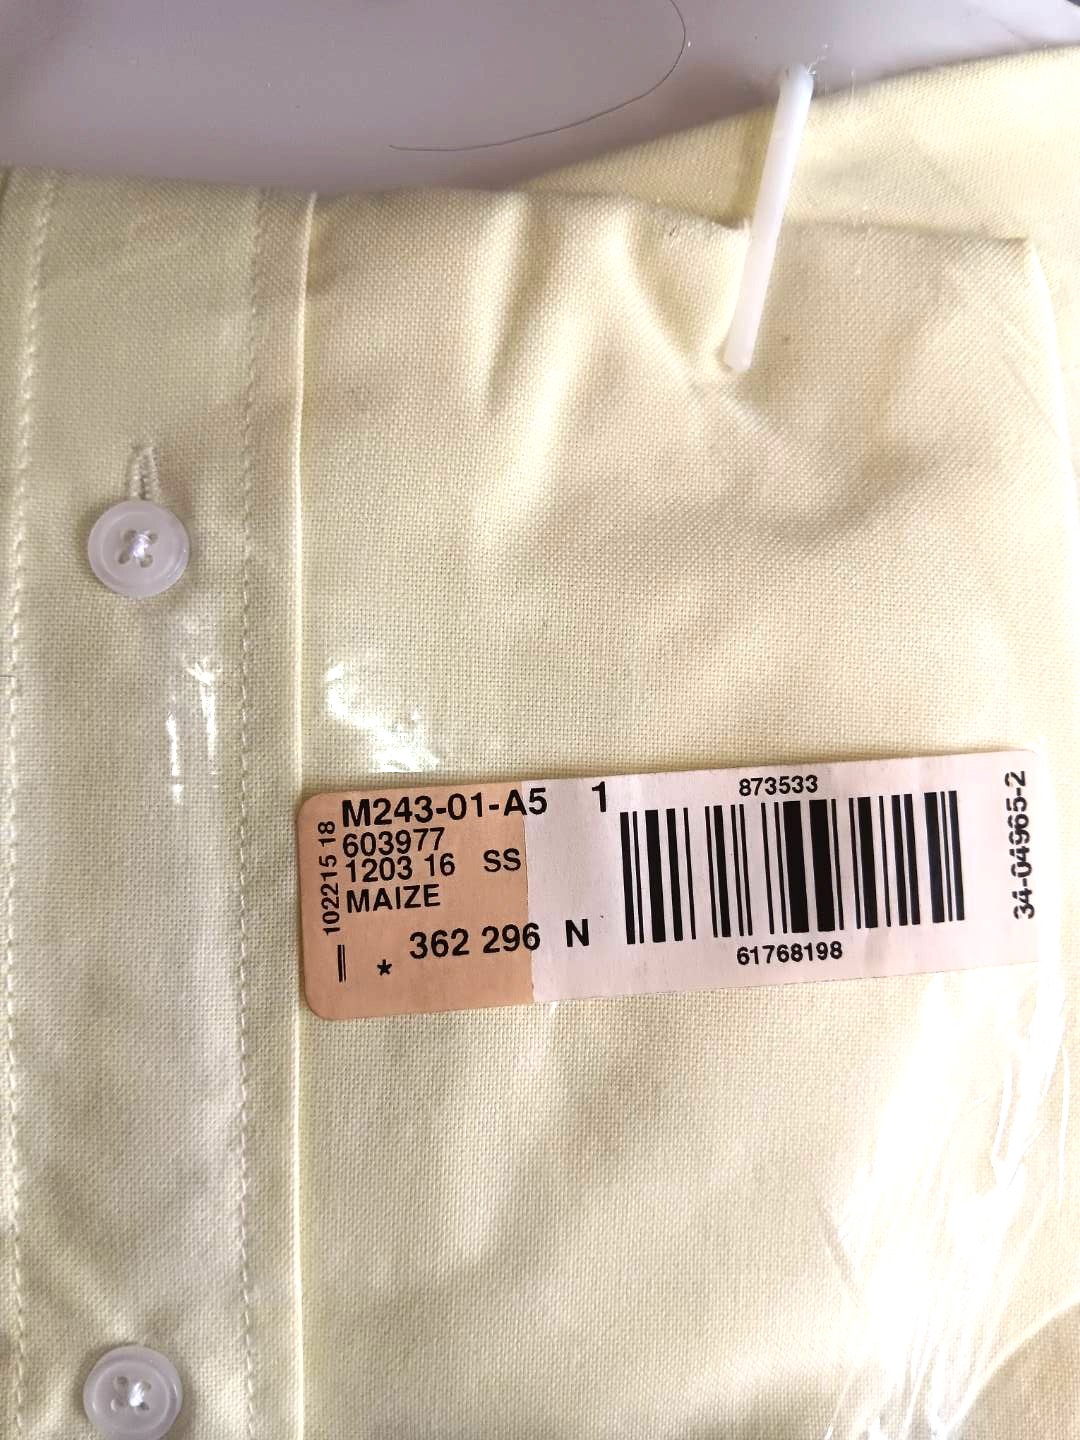 M243-01-A5 1
603977
1203 16 SS
MAIZE
* 362 296 N
102215 18
873533
61768198
34-04965-2